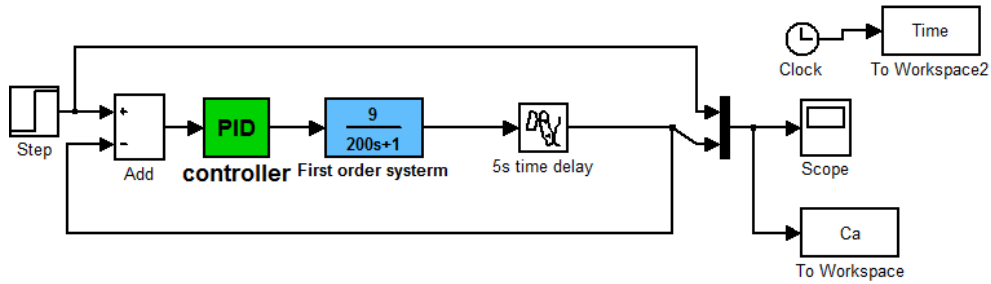 Time
Clock
To Workspace2
Step
+
−
Add
PID
controller
9
200s+1
First order systerm
5s time delay
Scope
Ca
To Workspace